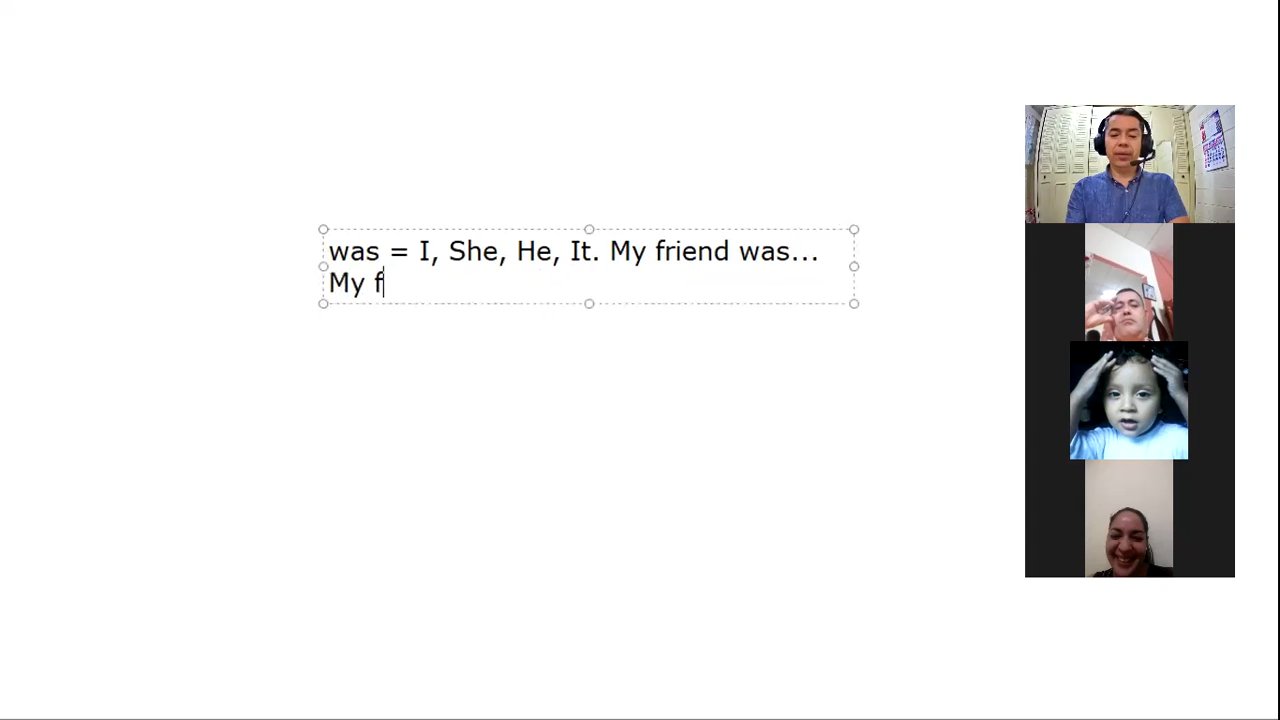 was = I, She, He, It. My friend was...
My f